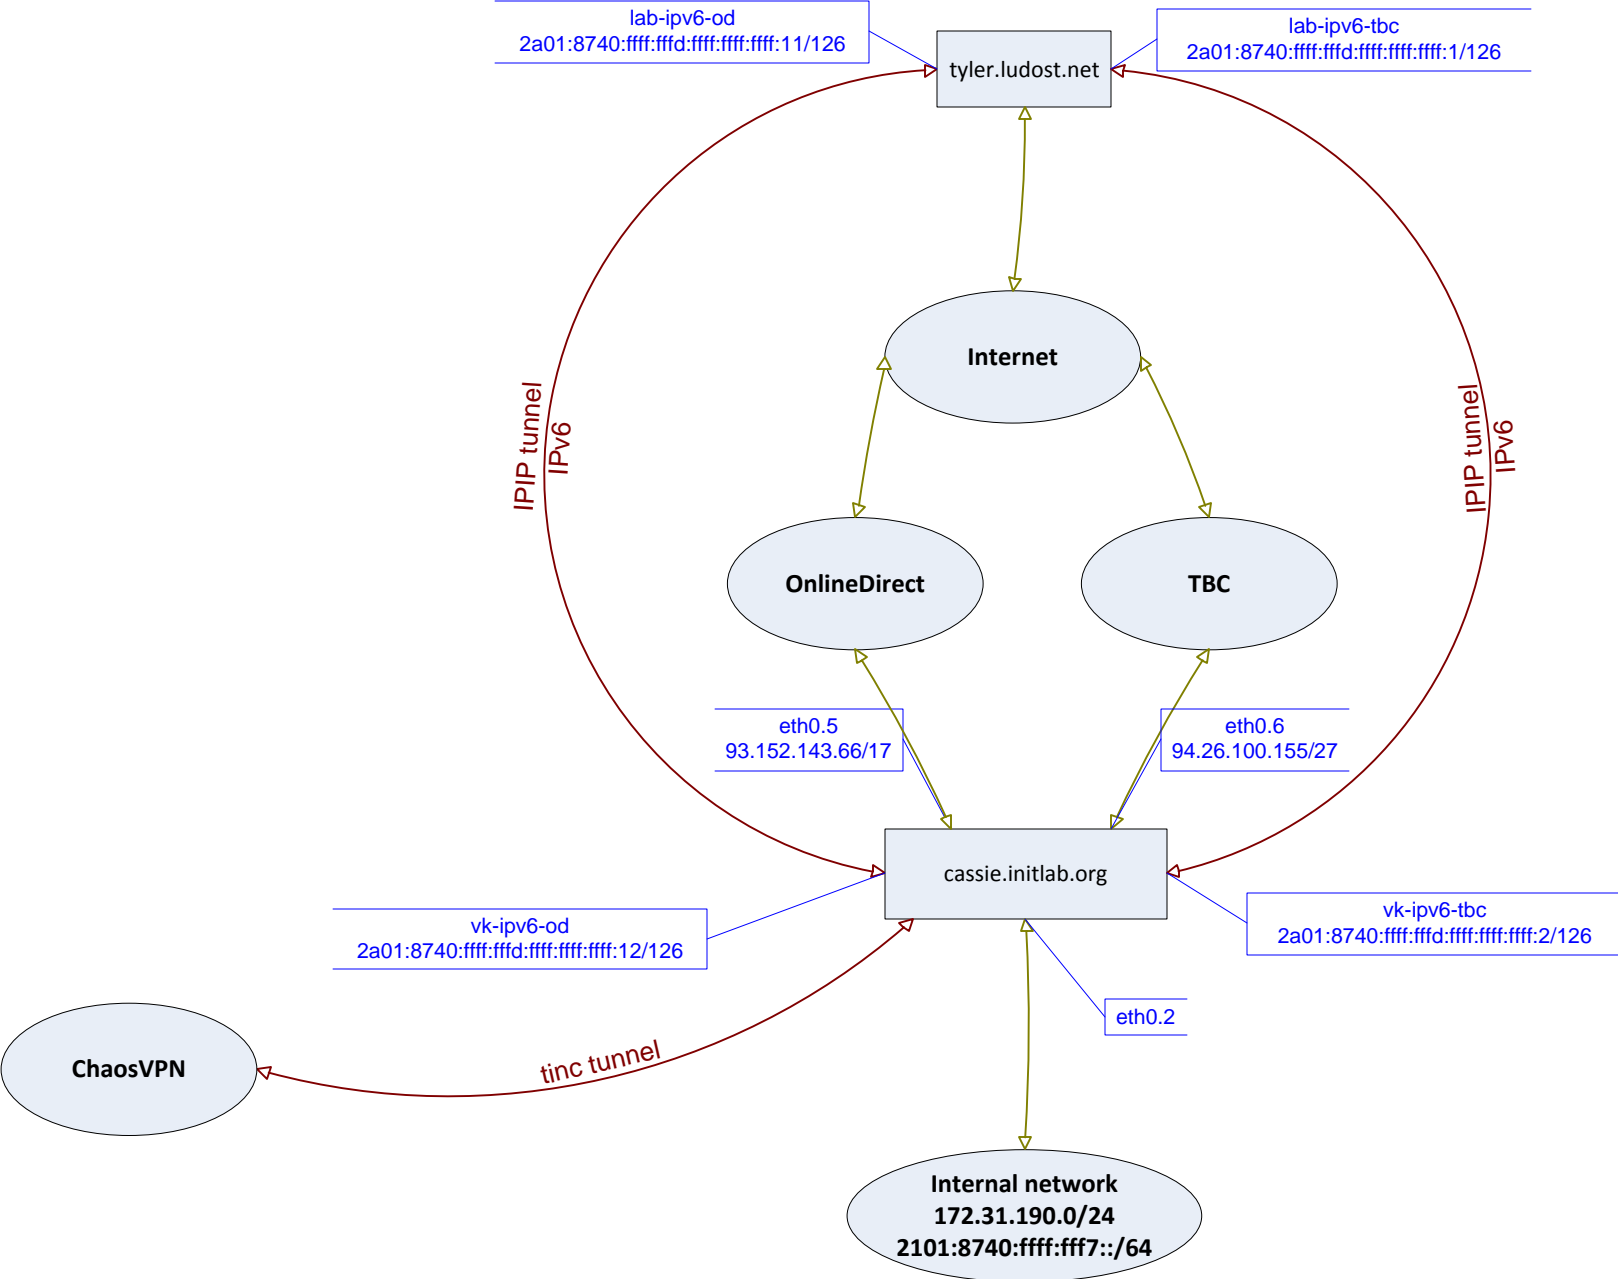 lab-ipv6-od
2a01:8740:ffff:fffd:ffff:ffff:ffff:11/126
lab-ipv6-tbc
2a01:8740:ffff:fffd:ffff:ffff:ffff:1/126
tyler.ludost.net
Internet
IPIP tunnel
IPv6
IPIP tunnel
IPv6
OnlineDirect
TBC
eth0.5
93.152.143.66/17
eth0.6
94.26.100.155/27
cassie.initlab.org
vk-ipv6-od
2a01:8740:ffff:fffd:ffff:ffff:ffff:12/126
vk-ipv6-tbc
2a01:8740:ffff:fffd:ffff:ffff:ffff:2/126
eth0.2
ChaosVPN
tinc tunnel
Internal network
172.31.190.0/24
2101:8740:ffff:fff7::/64